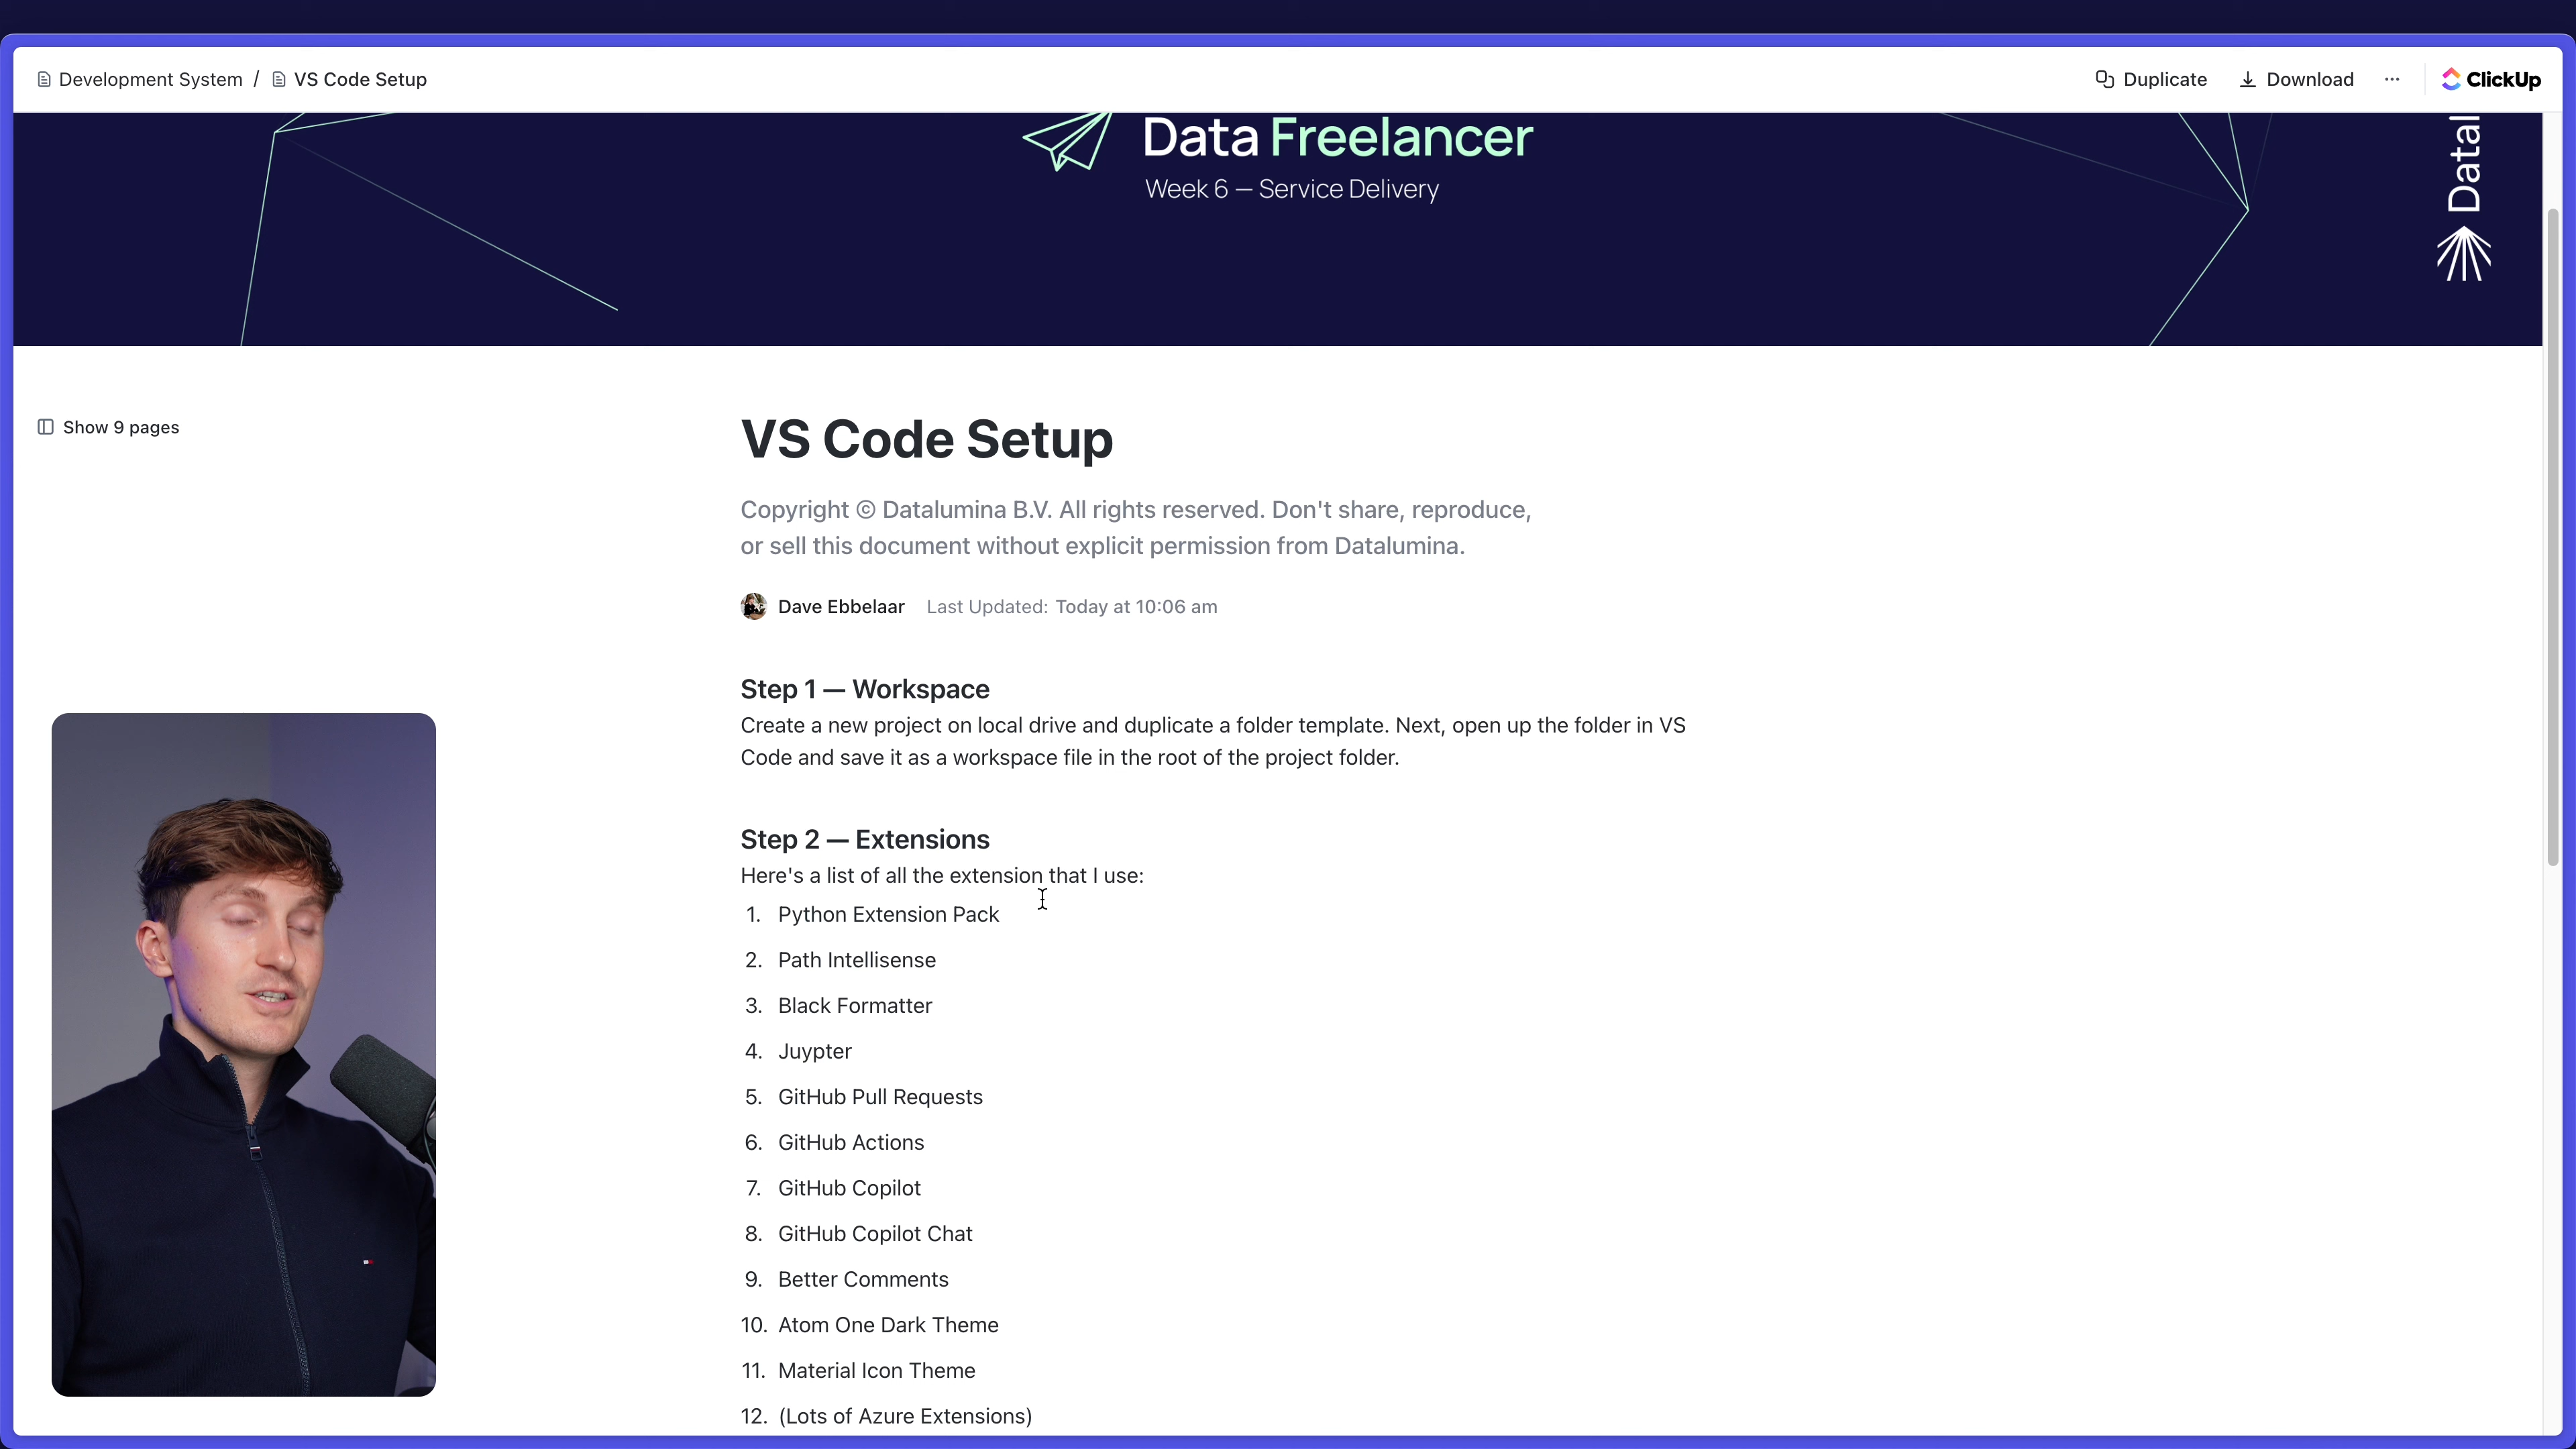 Development System / VS Code Setup
Duplicate
Download
ClickUp
Data Freelancer
Week 6 — Service Delivery
Datal
Show 9 pages
VS Code Setup
Copyright © Datalumina B.V. All rights reserved. Don't share, reproduce,
or sell this document without explicit permission from Datalumina.
Dave Ebbelaar Last Updated: Today at 10:06 am
Step 1 — Workspace
Create a new project on local drive and duplicate a folder template. Next, open up the folder in VS
Code and save it as a workspace file in the root of the project folder.
Step 2 — Extensions
Here's a list of all the extension that I use:
1. Python Extension Pack
2. Path Intellisense
3. Black Formatter
4. Juypter
5. GitHub Pull Requests
6. GitHub Actions
7. GitHub Copilot
8. GitHub Copilot Chat
9. Better Comments
10. Atom One Dark Theme
11. Material Icon Theme
12. (Lots of Azure Extensions)